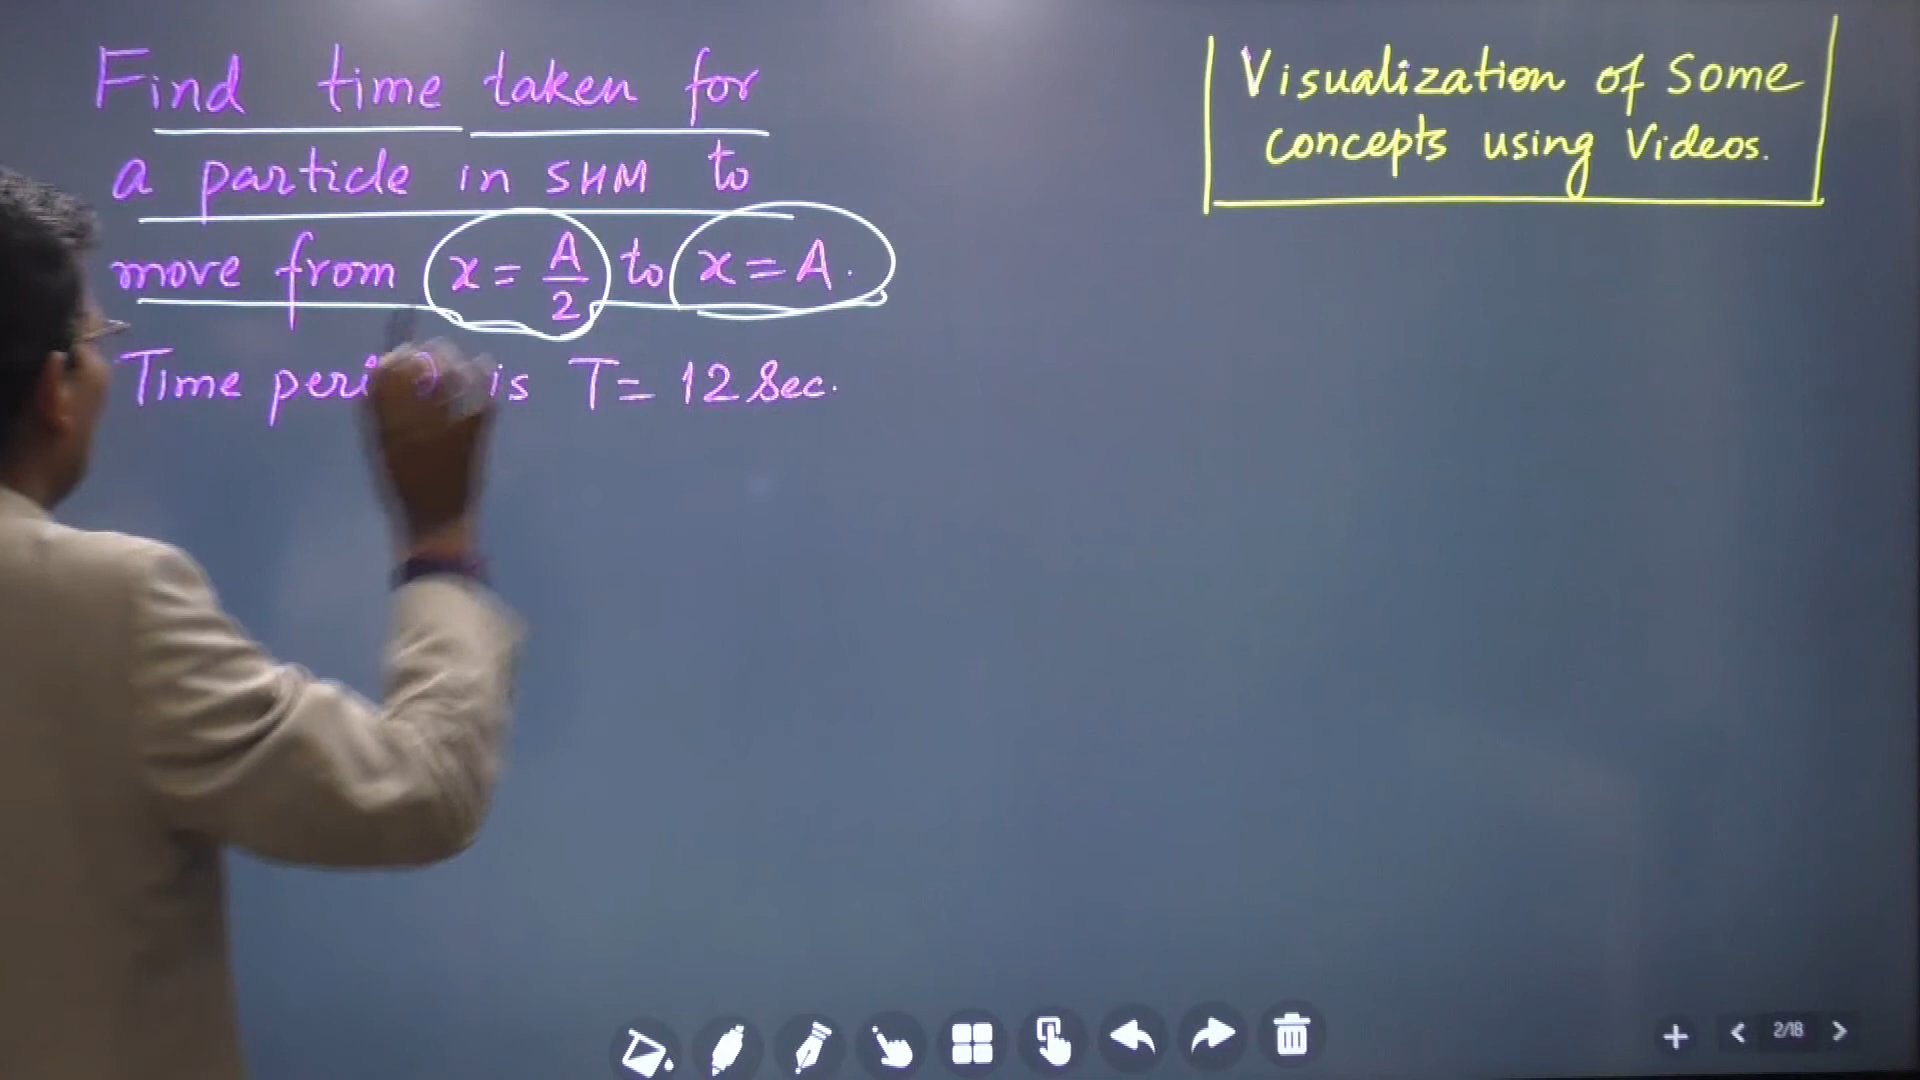 Find time taken for
a particle in SHM to
move from x = A/2 to x = A.
Time is T = 12 Sec.
Visualization of Some
concepts using Videos.
2/18